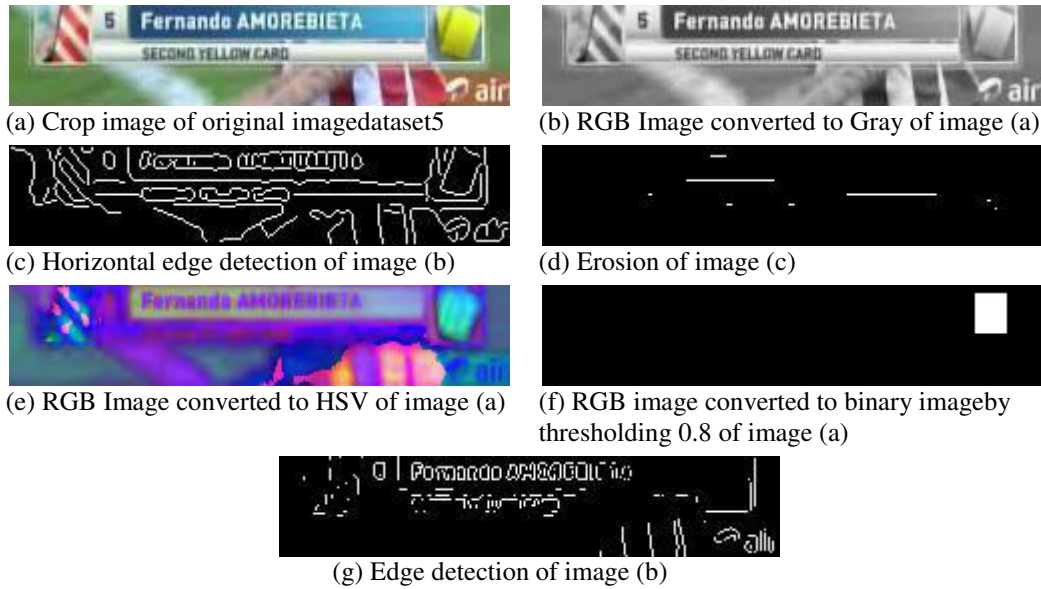 5 Fernando AMOREBIETA
SECOND YELLOW CARD
air
5 Fernando AMOREBIETA
SECOND YELLOW CARD
air
(a) Crop image of original imagedataset5
(b) RGB Image converted to Gray of image (a)
(c) Horizontal edge detection of image (b)
(d) Erosion of image (c)
Fernando AMOREBIETA
air
(e) RGB Image converted to HSV of image (a)
(f) RGB image converted to binary imageby
thresholding 0.8 of image (a)
Fernando
(g) Edge detection of image (b)